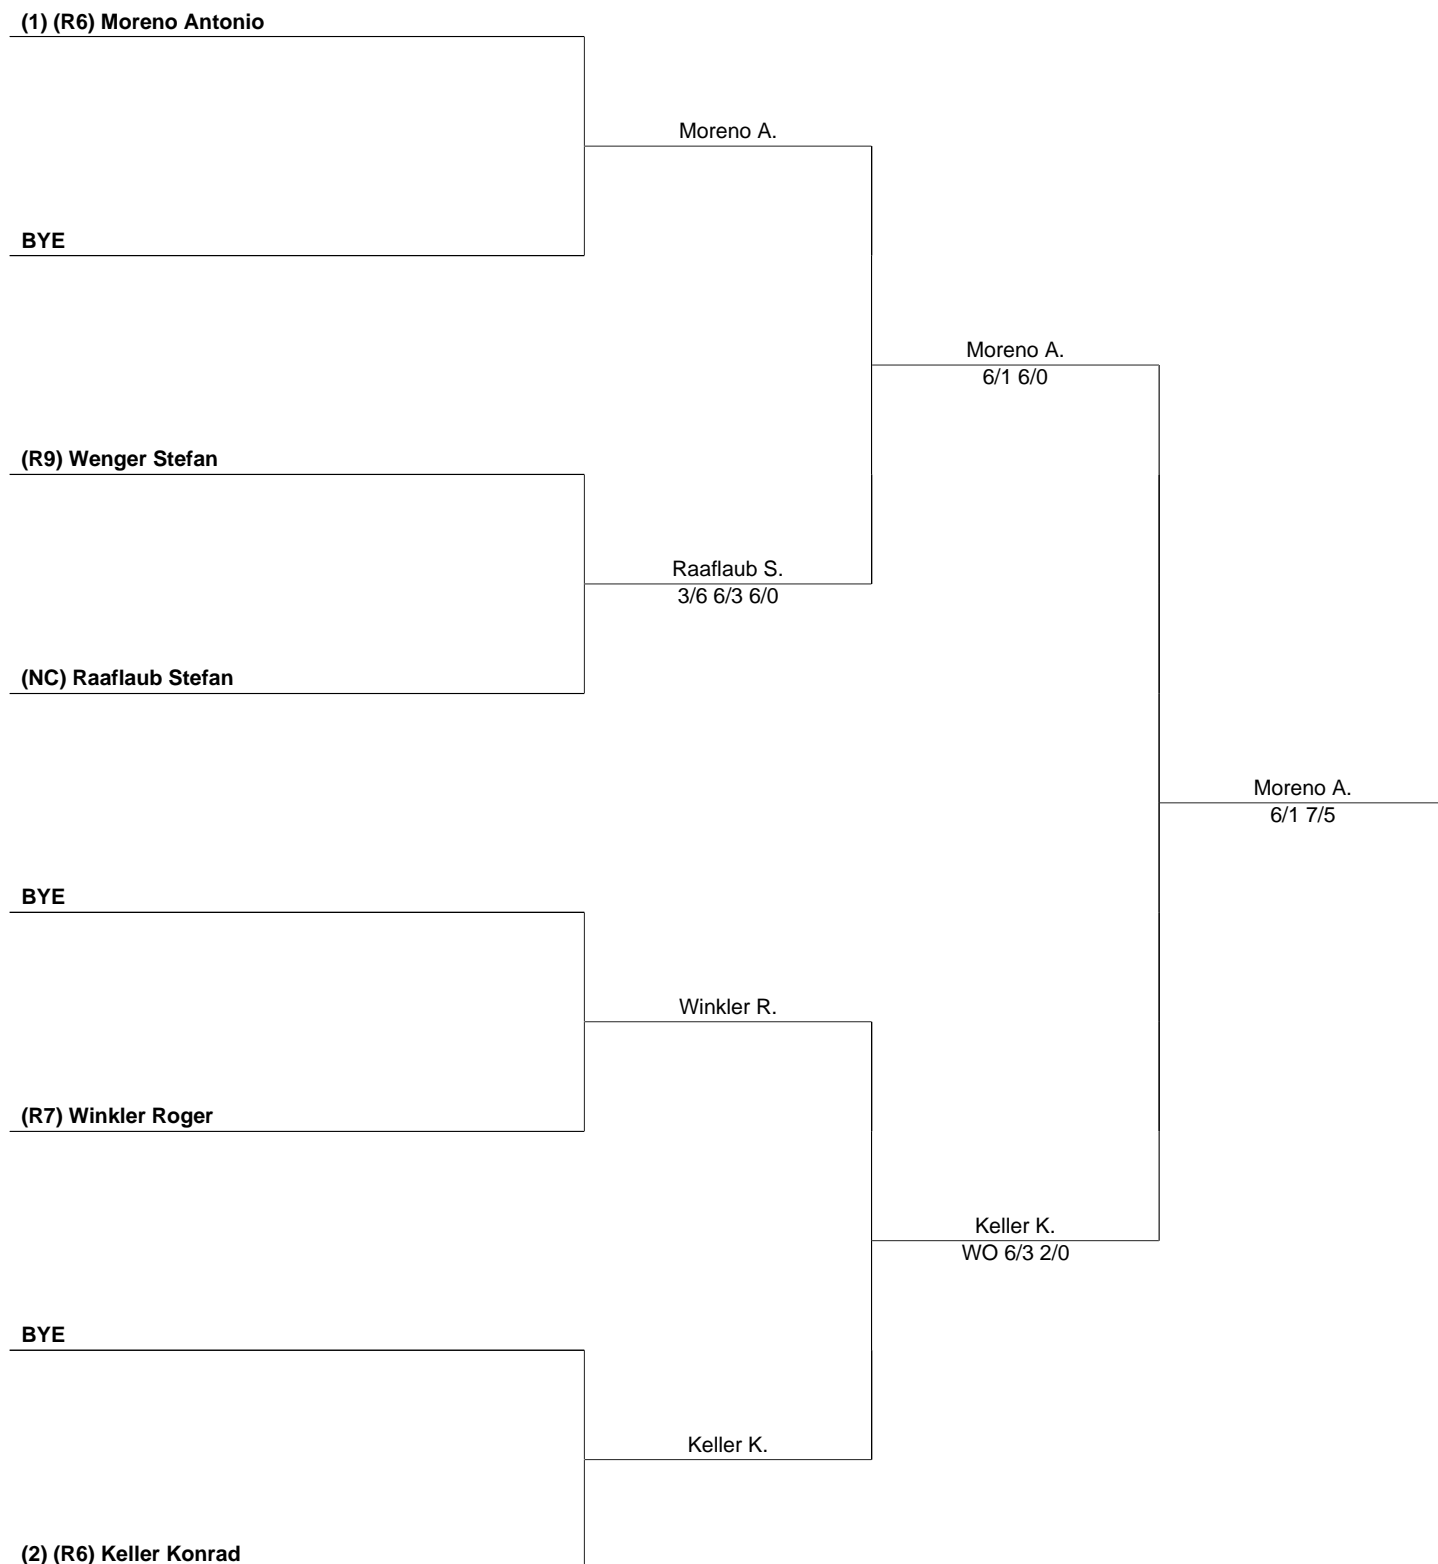 (1) (R6) Moreno Antonio
Moreno A.
BYE
Moreno A.
6/1 6/0
(R9) Wenger Stefan
Raaflaub S.
3/6 6/3 6/0
(NC) Raaflaub Stefan
Moreno A.
6/1 7/5
BYE
Winkler R.
(R7) Winkler Roger
Keller K.
WO 6/3 2/0
BYE
Keller K.
(2) (R6) Keller Konrad